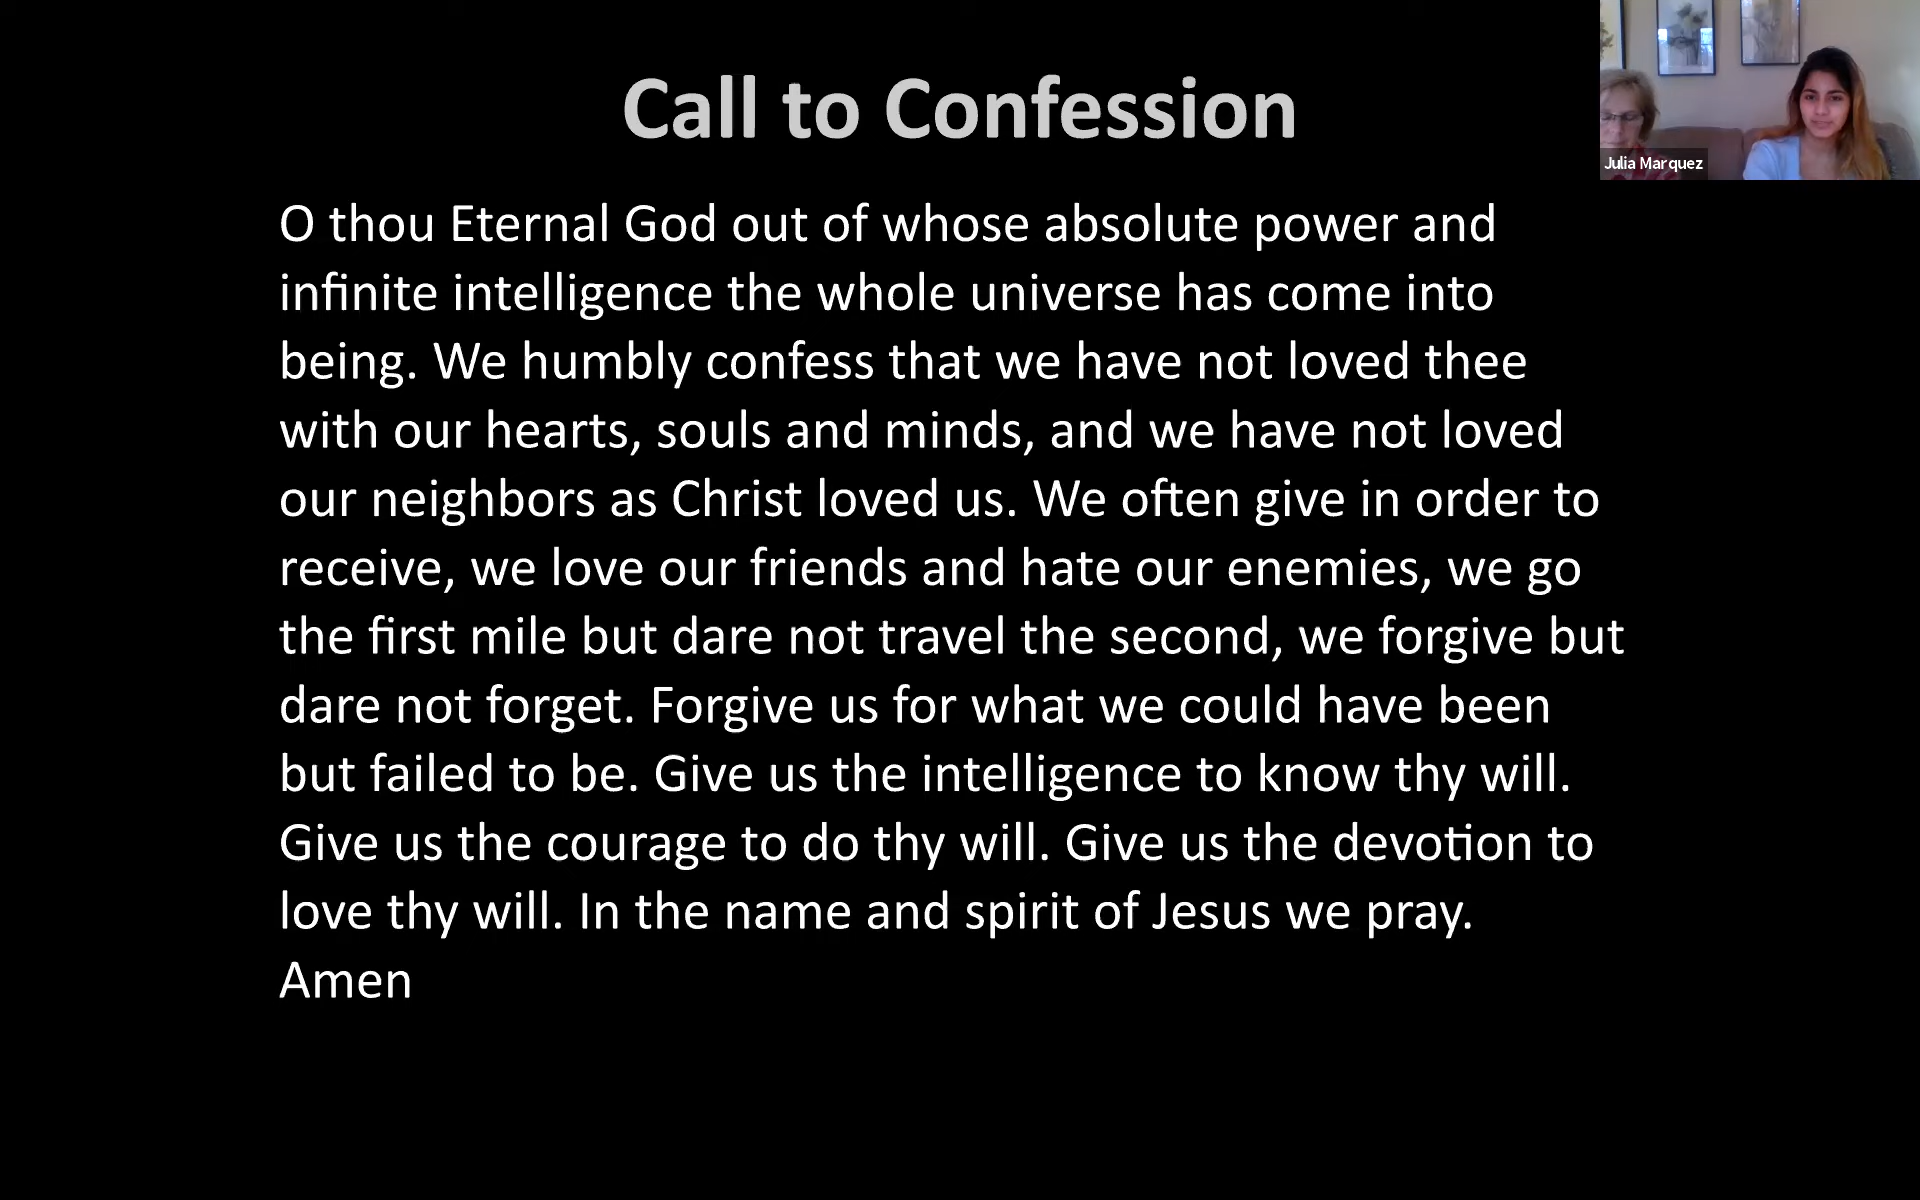 Call to Confession
Julia Marquez
O thou Eternal God out of whose absolute power and
infinite intelligence the whole universe has come into
being. We humbly confess that we have not loved thee
with our hearts, souls and minds, and we have not loved
our neighbors as Christ loved us. We often give in order to
receive, we love our friends and hate our enemies, we go
the first mile but dare not travel the second, we forgive but
dare not forget. Forgive us for what we could have been
but failed to be. Give us the intelligence to know thy will.
Give us the courage to do thy will. Give us the devotion to
love thy will. In the name and spirit of Jesus we pray.
Amen